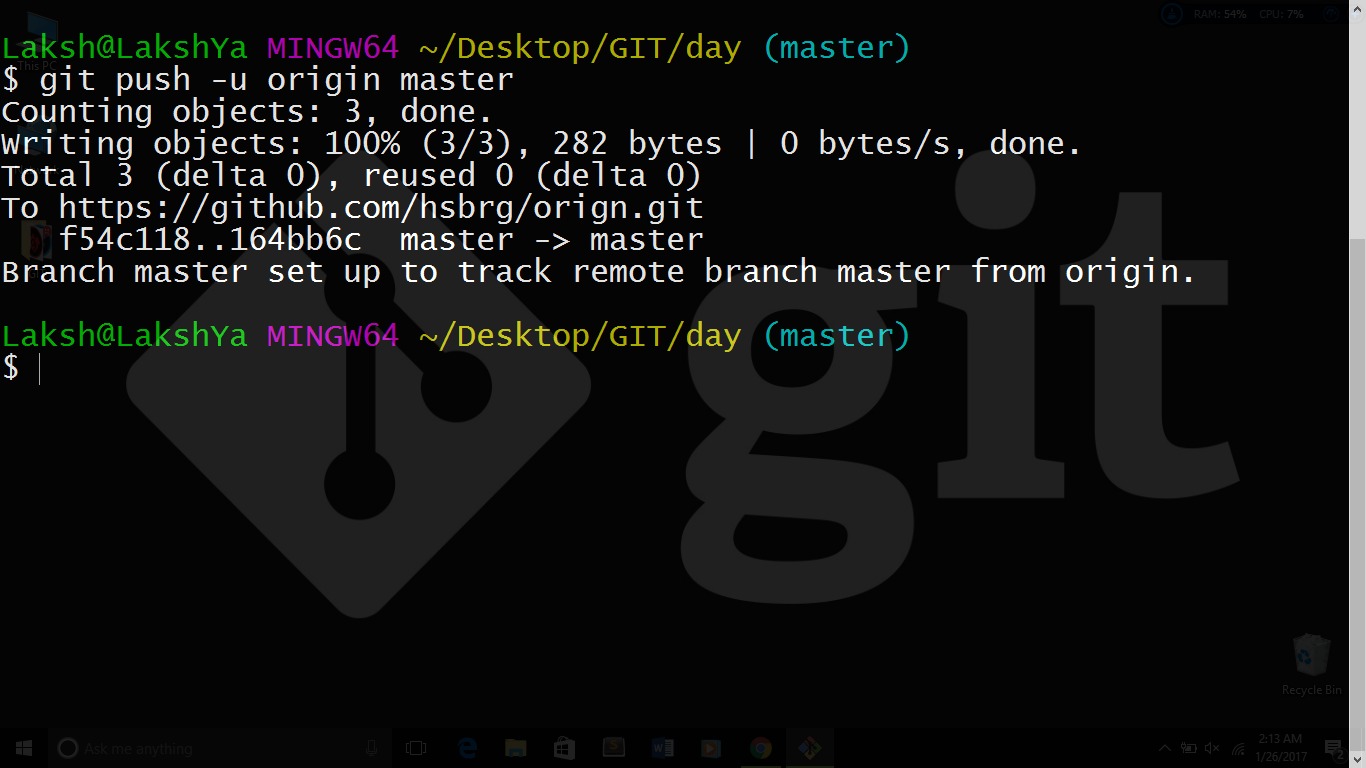 RAM: 54% CPU: 7%
Laksh@LakshYa MINGW64 ~/Desktop/GIT/day (master)
This PC
$ git push -u origin master
Counting objects: 3, done.
Writing objects: 100% (3/3), 282 bytes | 0 bytes/s, done.
Total 3 (delta 0), reused 0 (delta 0)
To https://github.com/hsbrg/orign.git
f54c118..164bb6c master -> master
Branch master set up to track remote branch master from origin.
Laksh@LakshYa MINGW64 ~/Desktop/GIT/day (master)
$
git
Recycle Bin
Ask me anything
2:13 AM
1/26/2017
2